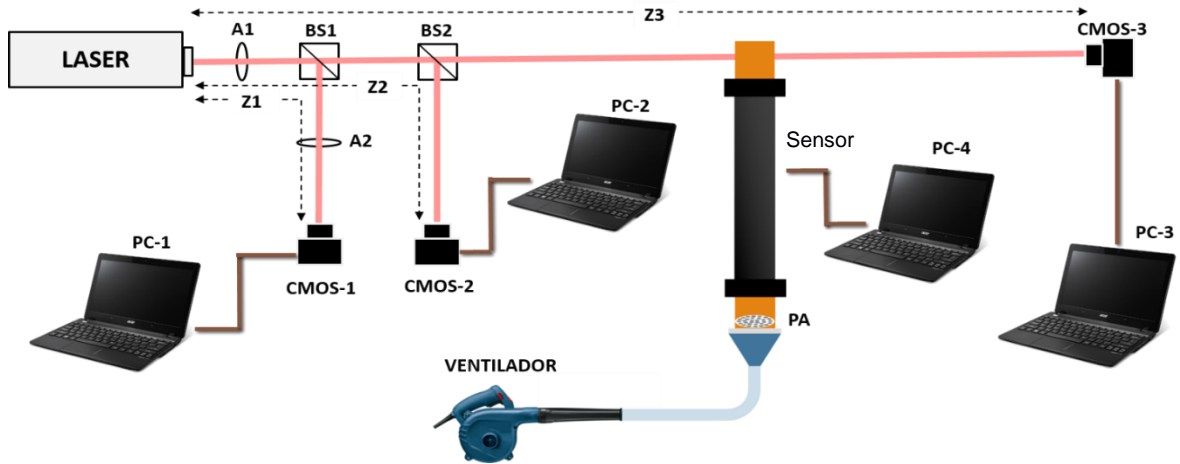 Z3
LASER
A1
BS1
BS2
CMOS-3
Z2
Z1
A2
PC-2
Sensor
PC-4
PC-1
PC-3
CMOS-1
CMOS-2
PA
VENTILADOR